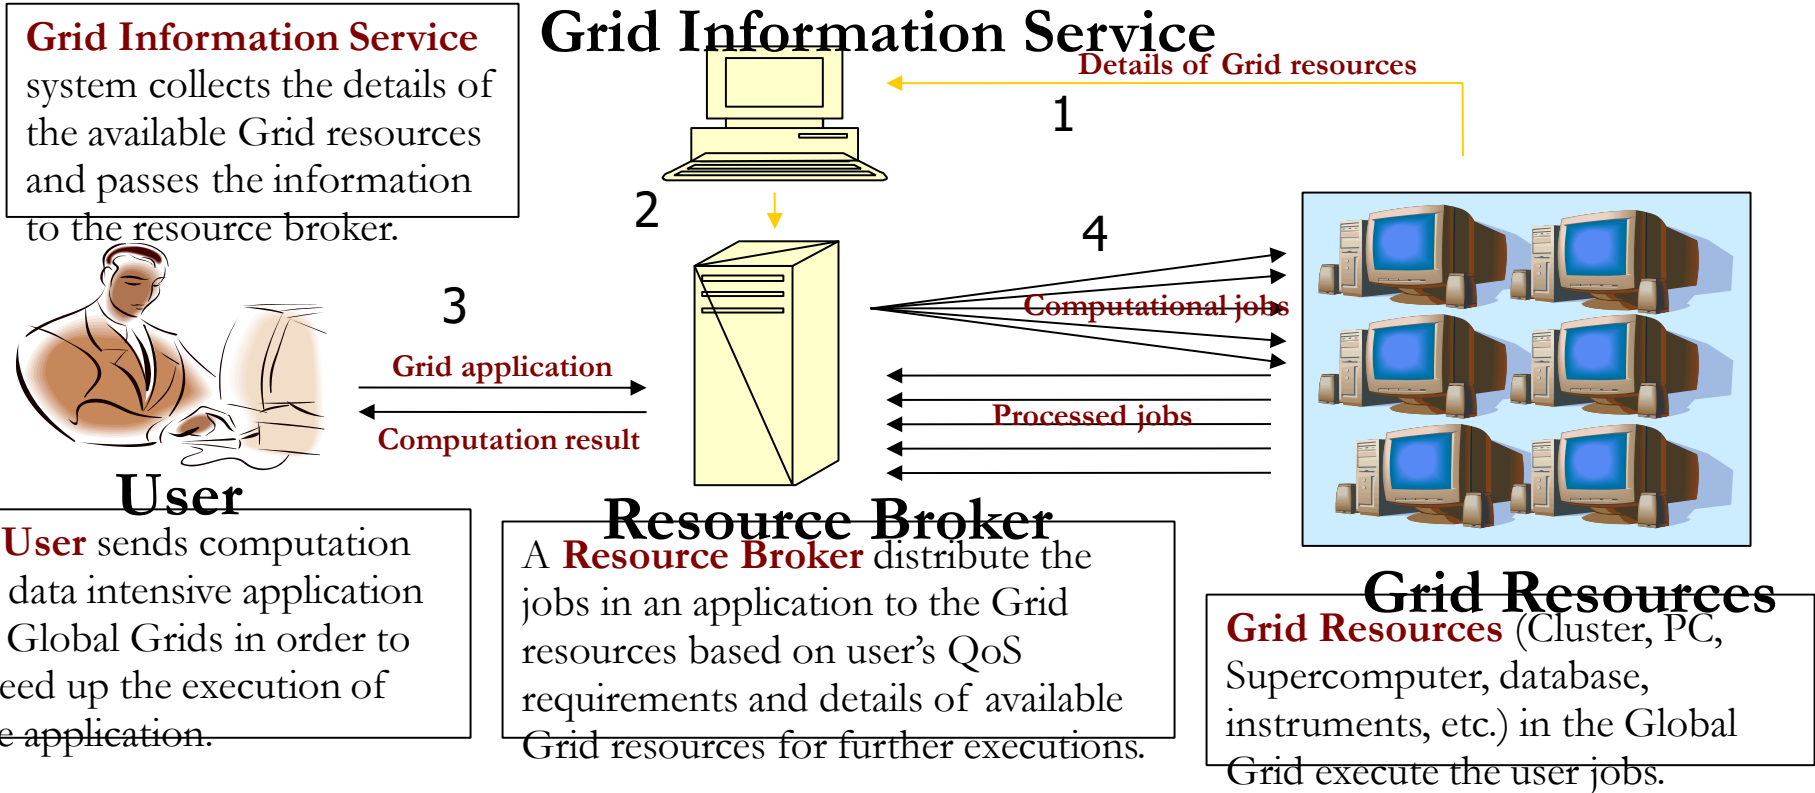 Grid Information Service
system collects the details of
the available Grid resources
and passes the information
to the resource broker.
Grid Information Service
Details of Grid resources
1
2
3
4
Grid application
Computation result
Computational jobs
Processed jobs
User
User sends computation
data intensive application
Global Grids in order to
eed up the execution of
e application.
Resource Broker
A Resource Broker distribute the
jobs in an application to the Grid
resources based on user's QoS
requirements and details of available
Grid resources for further executions.
Grid Resources
Grid Resources (Cluster, PC,
Supercomputer, database,
instruments, etc.) in the Global
Grid execute the user jobs.